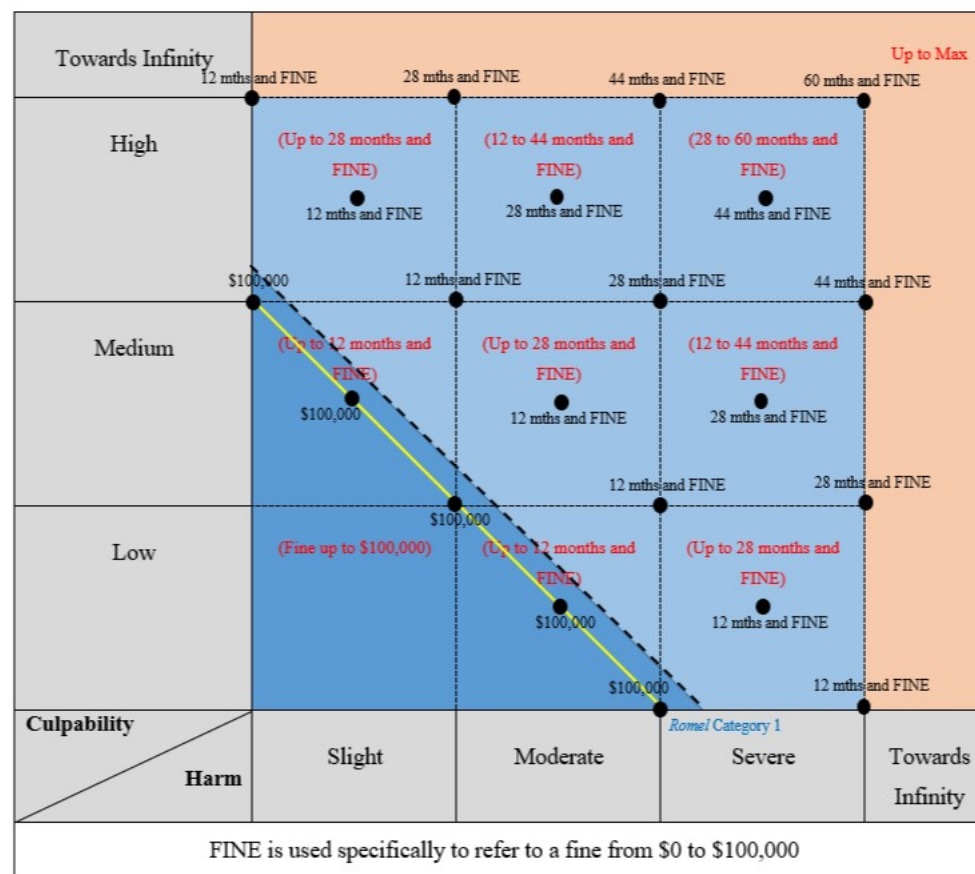 Towards Infinity
Up to Max
12 mths and FINE
28 mths and FINE
44 mths and FINE
60 mths and FINE
High
(Up to 28 months and
FINE)
12 mths and FINE
(12 to 44 months and
FINE)
28 mths and FINE
(28 to 60 months and
FINE)
44 mths and FINE
$100,000
12 mths and FINE
28 mths and FINE
44 mths and FINE
Medium
(Up to 12 months and
FINE)
$100,000
(Up to 28 months and
FINE)
12 mths and FINE
(12 to 44 months and
FINE)
28 mths and FINE
$100,000
12 mths and FINE
28 mths and FINE
Low
(Fine up to $100,000)
(Up to 12 months and
FINE)
$100,000
(Up to 28 months and
FINE)
12 mths and FINE
$100,000
12 mths and FINE
Romel Category 1
Culpability
Harm
Slight
Moderate
Severe
Towards
Infinity
FINE is used specifically to refer to a fine from $0 to $100,000